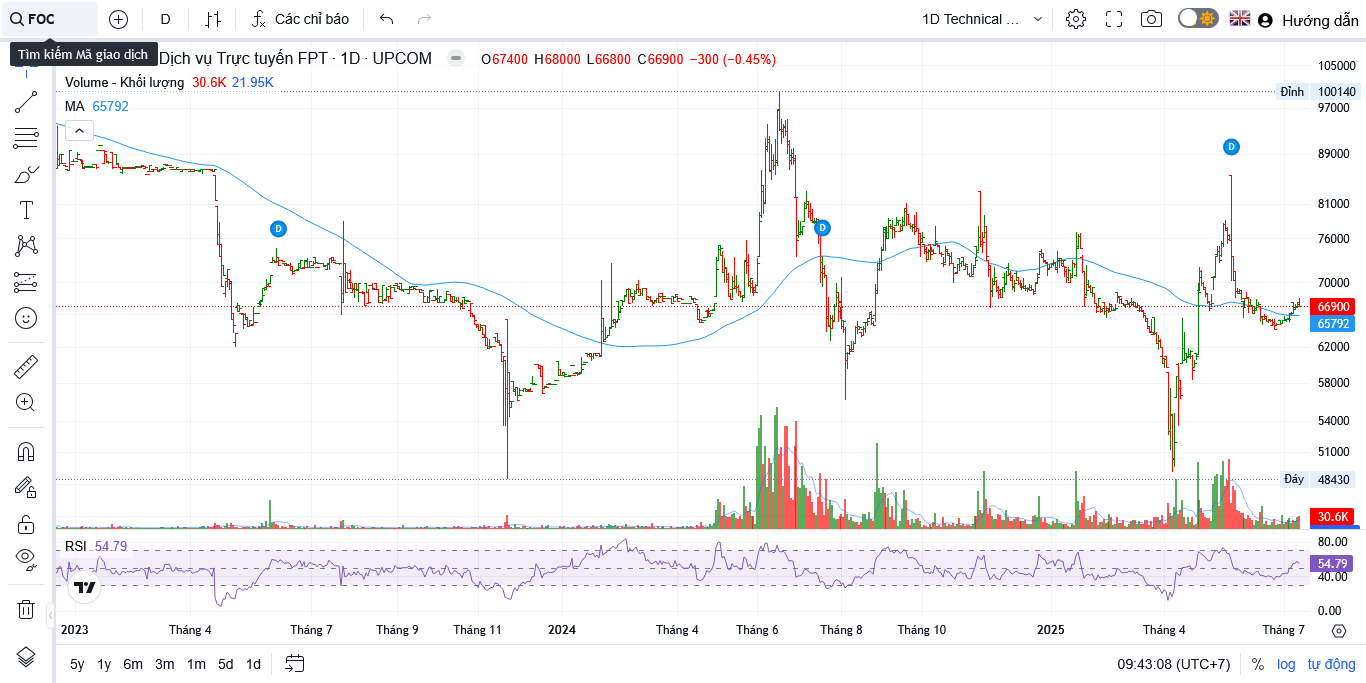 FOC
D
Các chỉ báo
1D Technical ...
Hướng dẫn
Tìm kiếm Mã giao dịch
Dịch vụ Trực tuyến FPT · 1D · UPCOM
O67400 H68000 L66800 C66900 −300 (−0.45%)
Volume - Khối lượng 30.6K 21.95K
MA 65792
105000
Đỉnh 100140
97000
89000
81000
76000
70000
66900
65792
62000
58000
54000
51000
Đáy 48430
30.6K
D
D
D
RSI 54.79
80.00
54.79
40.00
0.00
2023 Tháng 4 Tháng 7 Tháng 9 Tháng 11 2024 Tháng 4 Tháng 6 Tháng 8 Tháng 10 2025 Tháng 4 Tháng 7
5y 1y 6m 3m 1m 5d 1d
09:43:08 (UTC+7) % log tự động